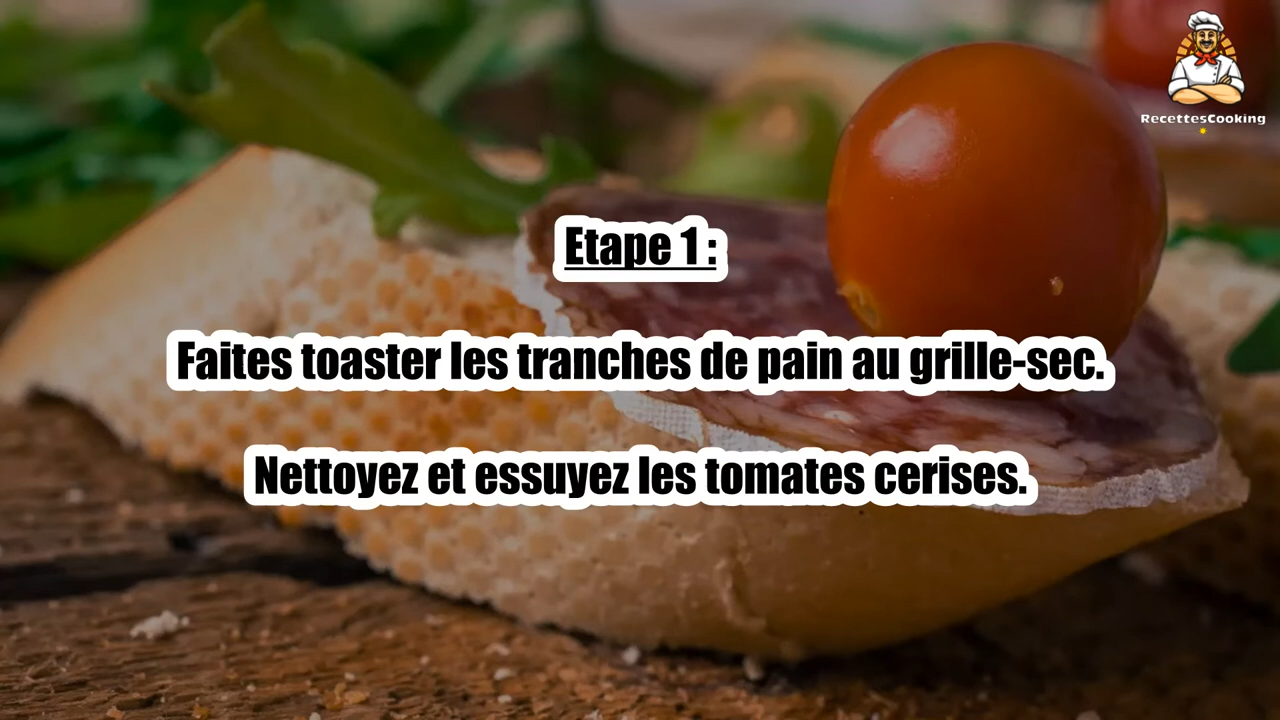 RecettesCooking
Etape 1 :
Faites toaster les tranches de pain au grille-sec.
Nettoyez et essuyez les tomates cerises.